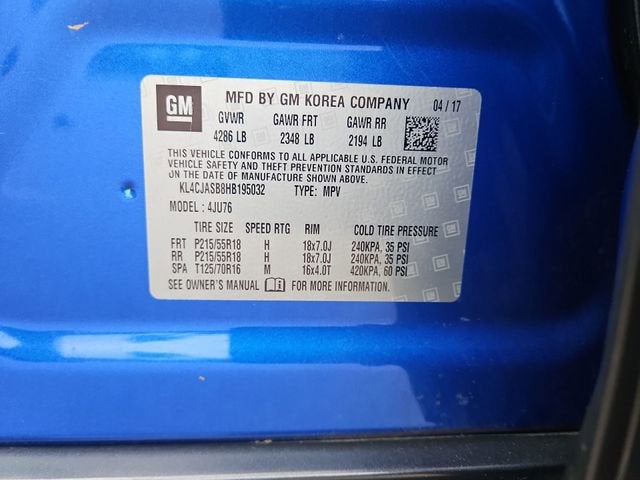 GM
MFD BY GM KOREA COMPANY 04 / 17
GVWR GAWR FRT GAWR RR
4286 LB 2348 LB 2194 LB
THIS VEHICLE CONFORMS TO ALL APPLICABLE U.S. FEDERAL MOTOR
VEHICLE SAFETY AND THEFT PREVENTION STANDARDS IN EFFECT
ON THE DATE OF MANUFACTURE SHOWN ABOVE.
KL4CJASB8HB195032 TYPE: MPV
MODEL : 4JU76
TIRE SIZE SPEED RTG RIM COLD TIRE PRESSURE
FRT P215/55R18 H 18x7.0J 240KPA, 35 PSI
RR P215/55R18 H 18x7.0J 240KPA, 35 PSI
SPA T125/70R16 M 16x4.0T 420KPA, 60 PSI
SEE OWNER'S MANUAL FOR MORE INFORMATION.